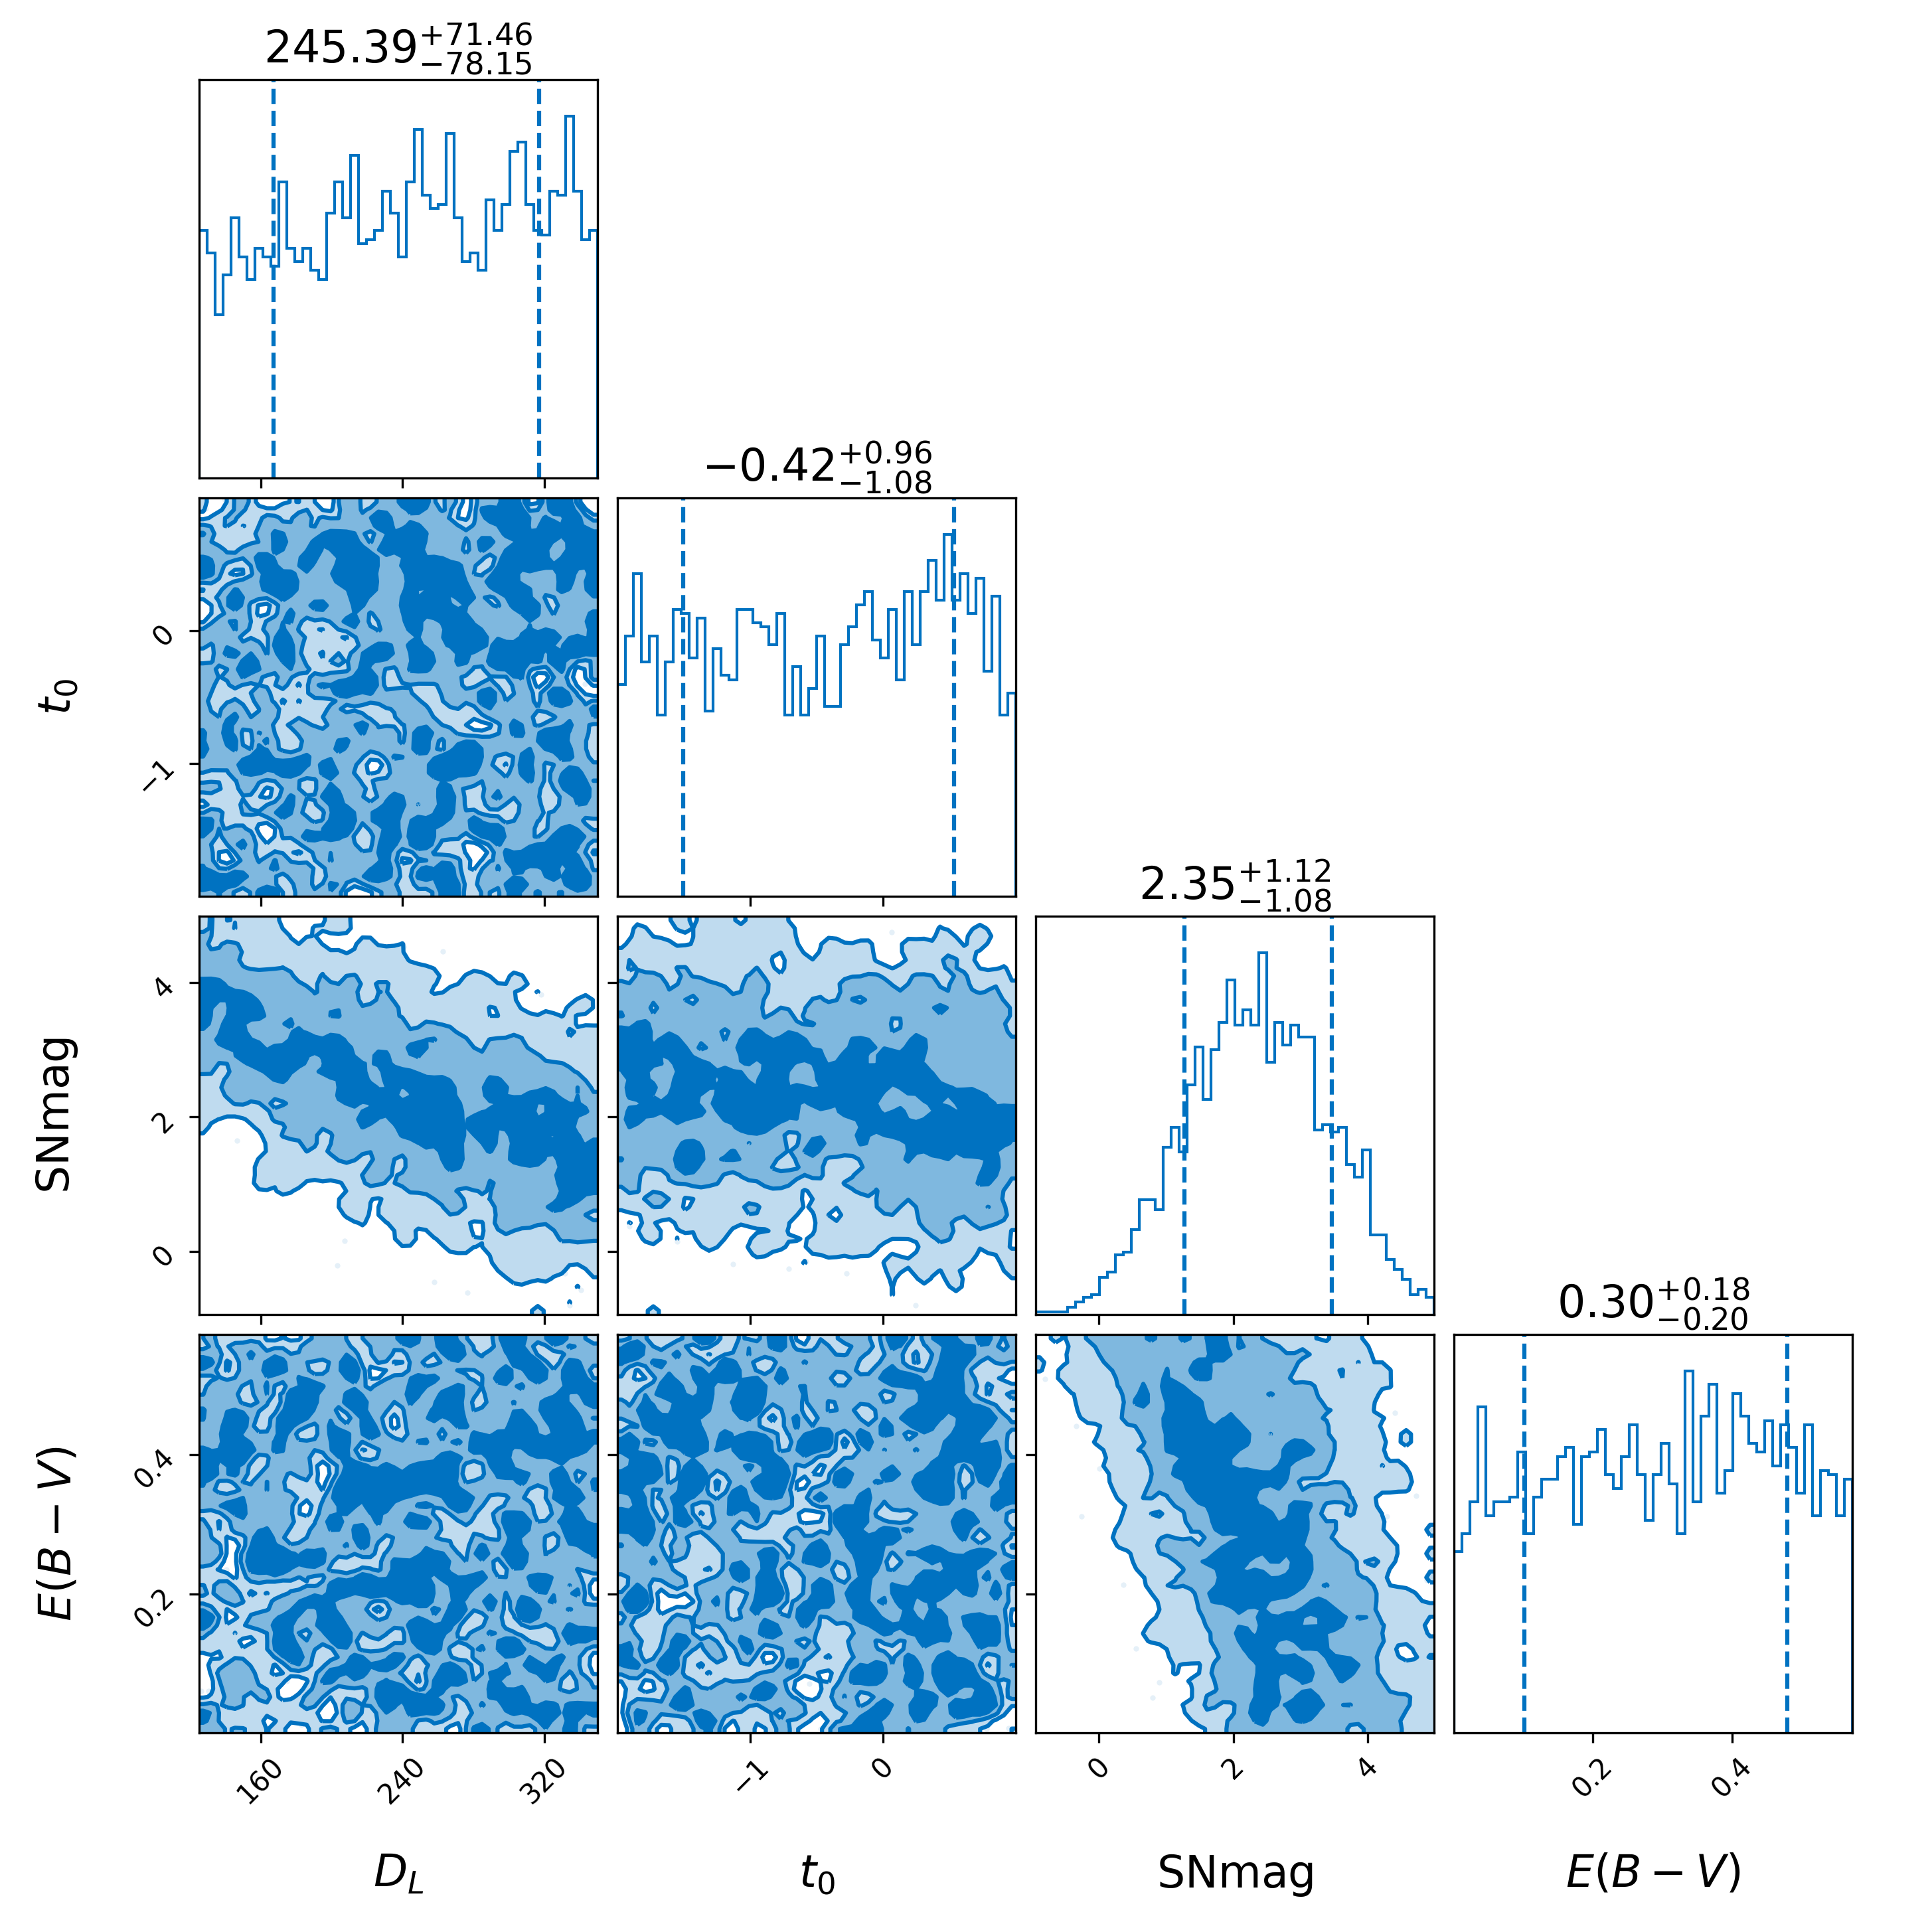 245.39+71.46−78.15
−0.42+0.96−1.08
t0
0
−1
2.35+1.12−1.08
SNmag
4
2
0
0.30+0.18−0.20
E(B − V)
0.4
0.2
160 240 320 −1 0 0 2 4 0.2 0.4
DL t0 SNmag E(B − V)